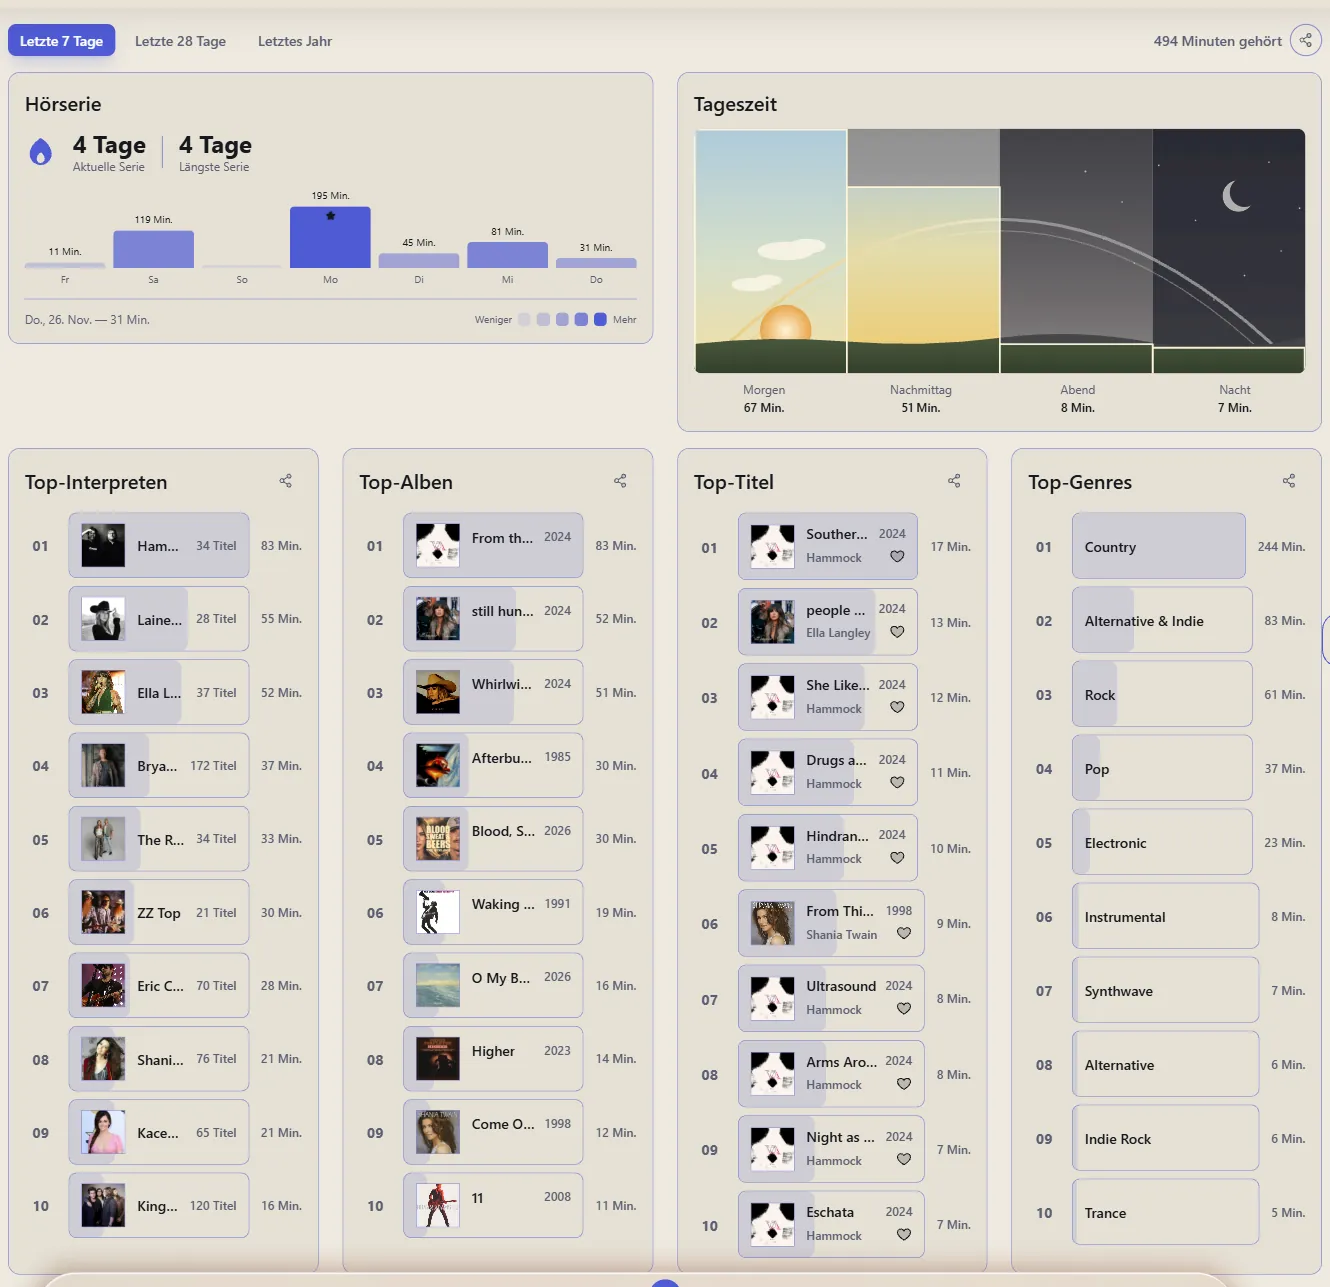 Letzte 7 Tage
Letzte 28 Tage
Letztes Jahr
494 Minuten gehört
Hörserie
4 Tage
Aktuelle Serie
4 Tage
Längste Serie
11 Min.
119 Min.
195 Min.
45 Min.
81 Min.
31 Min.
Fr
Sa
So
Mo
Di
Mi
Do
Do., 26. Nov. — 31 Min.
Weniger
Mehr
Tageszeit
Morgen
67 Min.
Nachmittag
51 Min.
Abend
8 Min.
Nacht
7 Min.
Top-Interpreten
01 Ham... 34 Titel 83 Min.
02 Laine... 28 Titel 55 Min.
03 Ella L... 37 Titel 52 Min.
04 Brya... 172 Titel 37 Min.
05 The R... 34 Titel 33 Min.
06 ZZ Top 21 Titel 30 Min.
07 Eric C... 70 Titel 28 Min.
08 Shani... 76 Titel 21 Min.
09 Kace... 65 Titel 21 Min.
10 King... 120 Titel 16 Min.
Top-Alben
01 From th... 2024 83 Min.
02 still hun... 2024 52 Min.
03 Whirlwi... 2024 51 Min.
04 Afterbu... 1985 30 Min.
05 Blood, S... 2026 30 Min.
BLOOD
SWEAT
BEERS
06 Waking ... 1991 19 Min.
07 O My B... 2026 16 Min.
08 Higher 2023 14 Min.
09 Come O... 1998 12 Min.
SHANIA TWAIN
10 11 2008 11 Min.
Top-Titel
01 Souther... 2024 17 Min.
Hammock
02 people ... 2024 13 Min.
Ella Langley
03 She Like... 2024 12 Min.
Hammock
04 Drugs a... 2024 11 Min.
Hammock
05 Hindran... 2024 10 Min.
Hammock
06 From Thi... 1998 9 Min.
Shania Twain
07 Ultrasound 2024 8 Min.
Hammock
08 Arms Aro... 2024 8 Min.
Hammock
09 Night as ... 2024 7 Min.
Hammock
10 Eschata 2024 7 Min.
Hammock
Top-Genres
01 Country 244 Min.
02 Alternative & Indie 83 Min.
03 Rock 61 Min.
04 Pop 37 Min.
05 Electronic 23 Min.
06 Instrumental 8 Min.
07 Synthwave 7 Min.
08 Alternative 6 Min.
09 Indie Rock 6 Min.
10 Trance 5 Min.